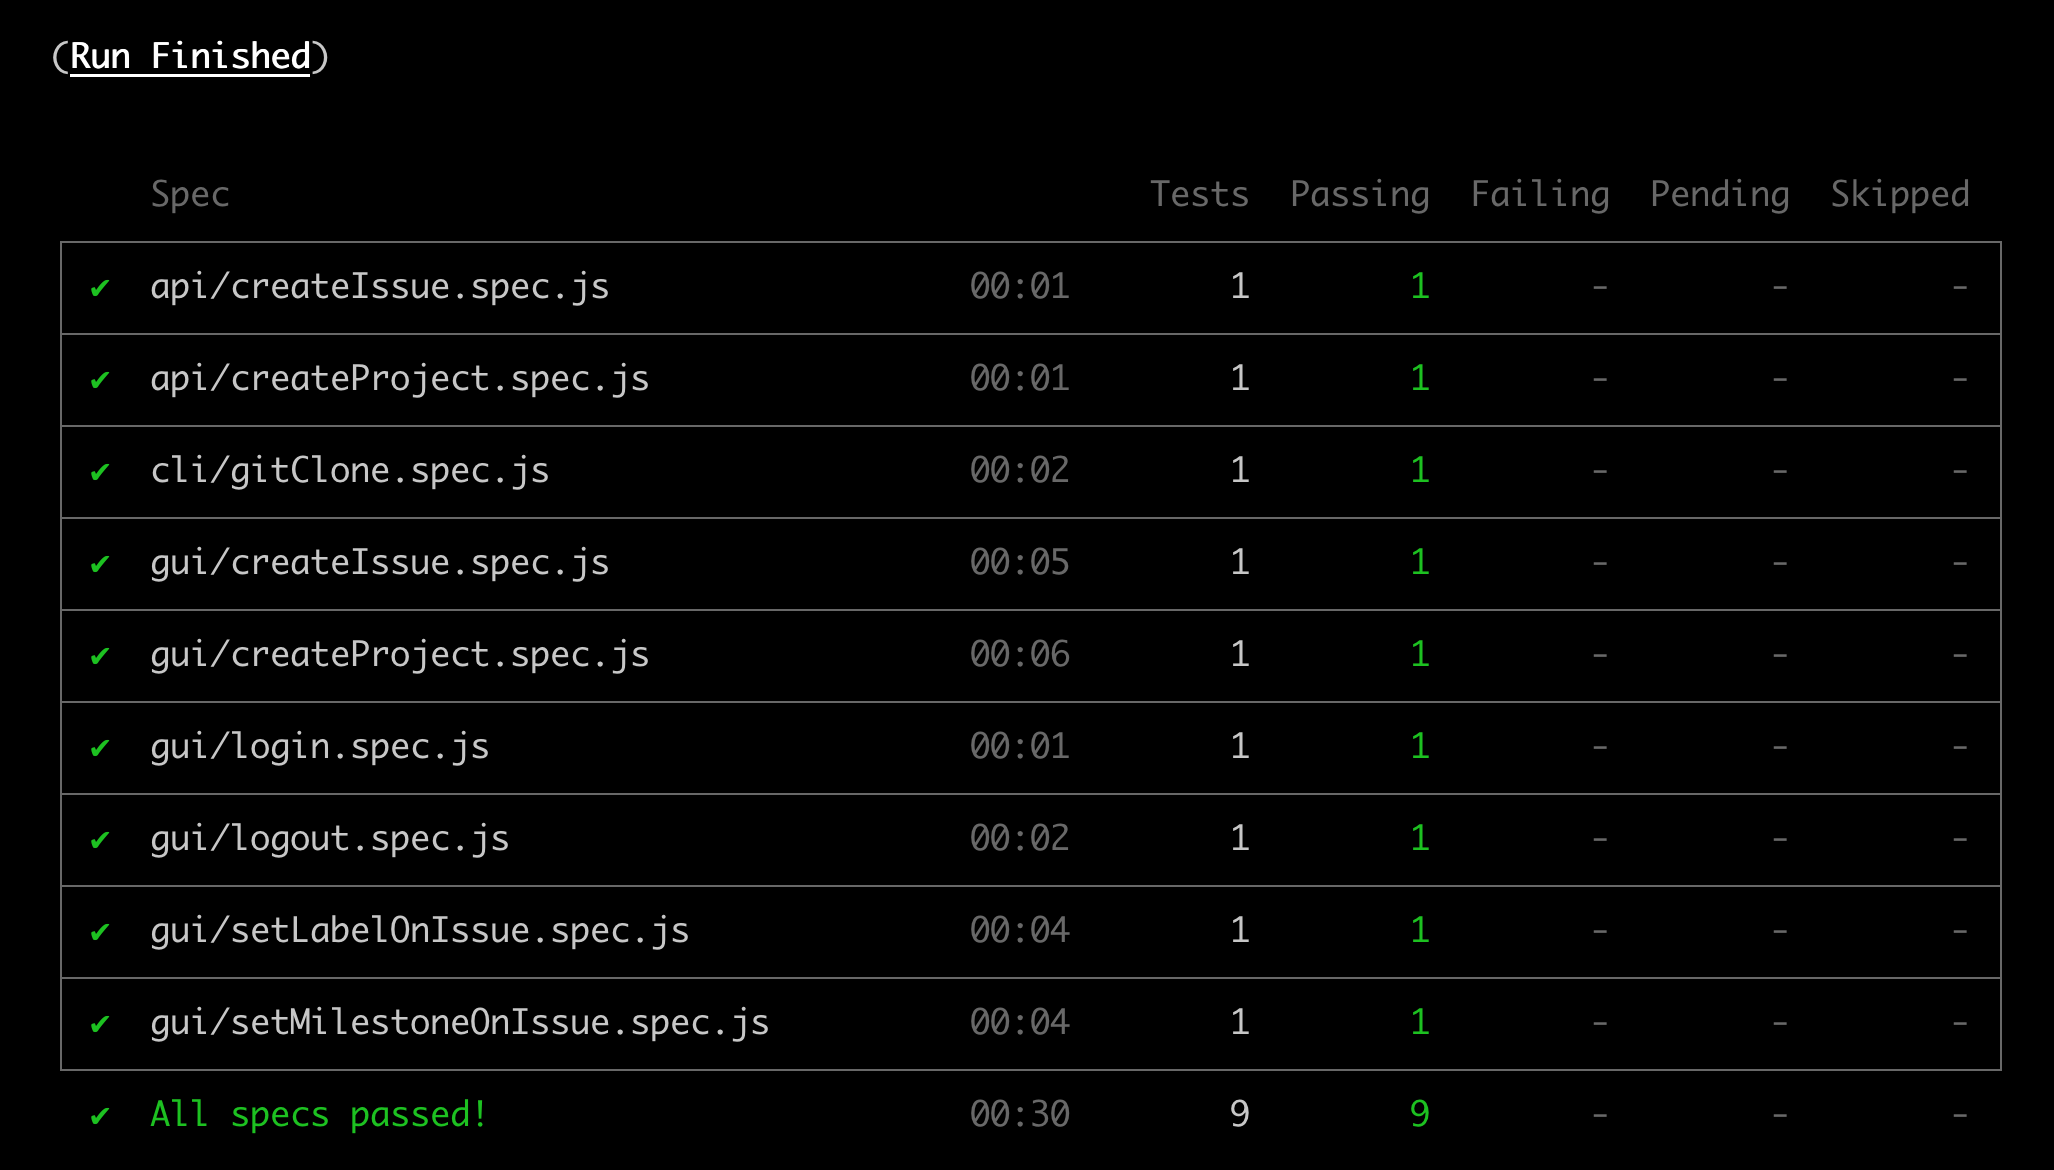 (Run Finished)
Spec Tests Passing Failing Pending Skipped
✔ api/createIssue.spec.js 00:01 1 1 - - -
✔ api/createProject.spec.js 00:01 1 1 - - -
✔ cli/gitClone.spec.js 00:02 1 1 - - -
✔ gui/createIssue.spec.js 00:05 1 1 - - -
✔ gui/createProject.spec.js 00:06 1 1 - - -
✔ gui/login.spec.js 00:01 1 1 - - -
✔ gui/logout.spec.js 00:02 1 1 - - -
✔ gui/setLabelOnIssue.spec.js 00:04 1 1 - - -
✔ gui/setMilestoneOnIssue.spec.js 00:04 1 1 - - -
✔ All specs passed! 00:30 9 9 - - -